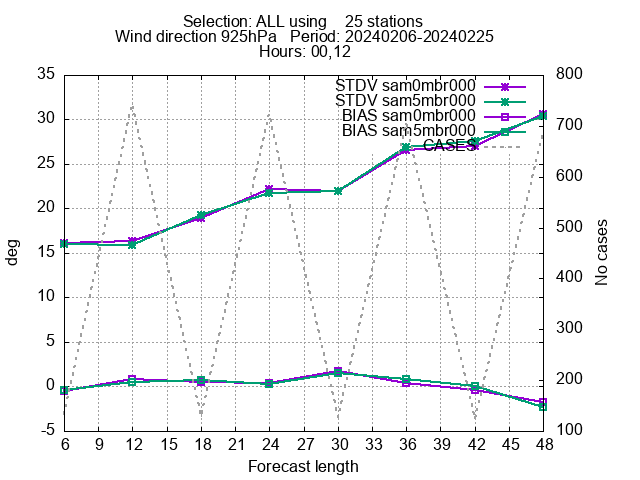 Selection: ALL using    25 stations
Wind direction 925hPa   Period: 20240206-20240225
Hours: 00,12
STDV sam0mbr000
STDV sam5mbr000
BIAS sam0mbr000
BIAS sam5mbr000
CASES
35
30
25
20
15
10
5
0
-5
deg
800
700
600
500
400
300
200
100
No cases
6 9 12 15 18 21 24 27 30 33 36 39 42 45 48
Forecast length